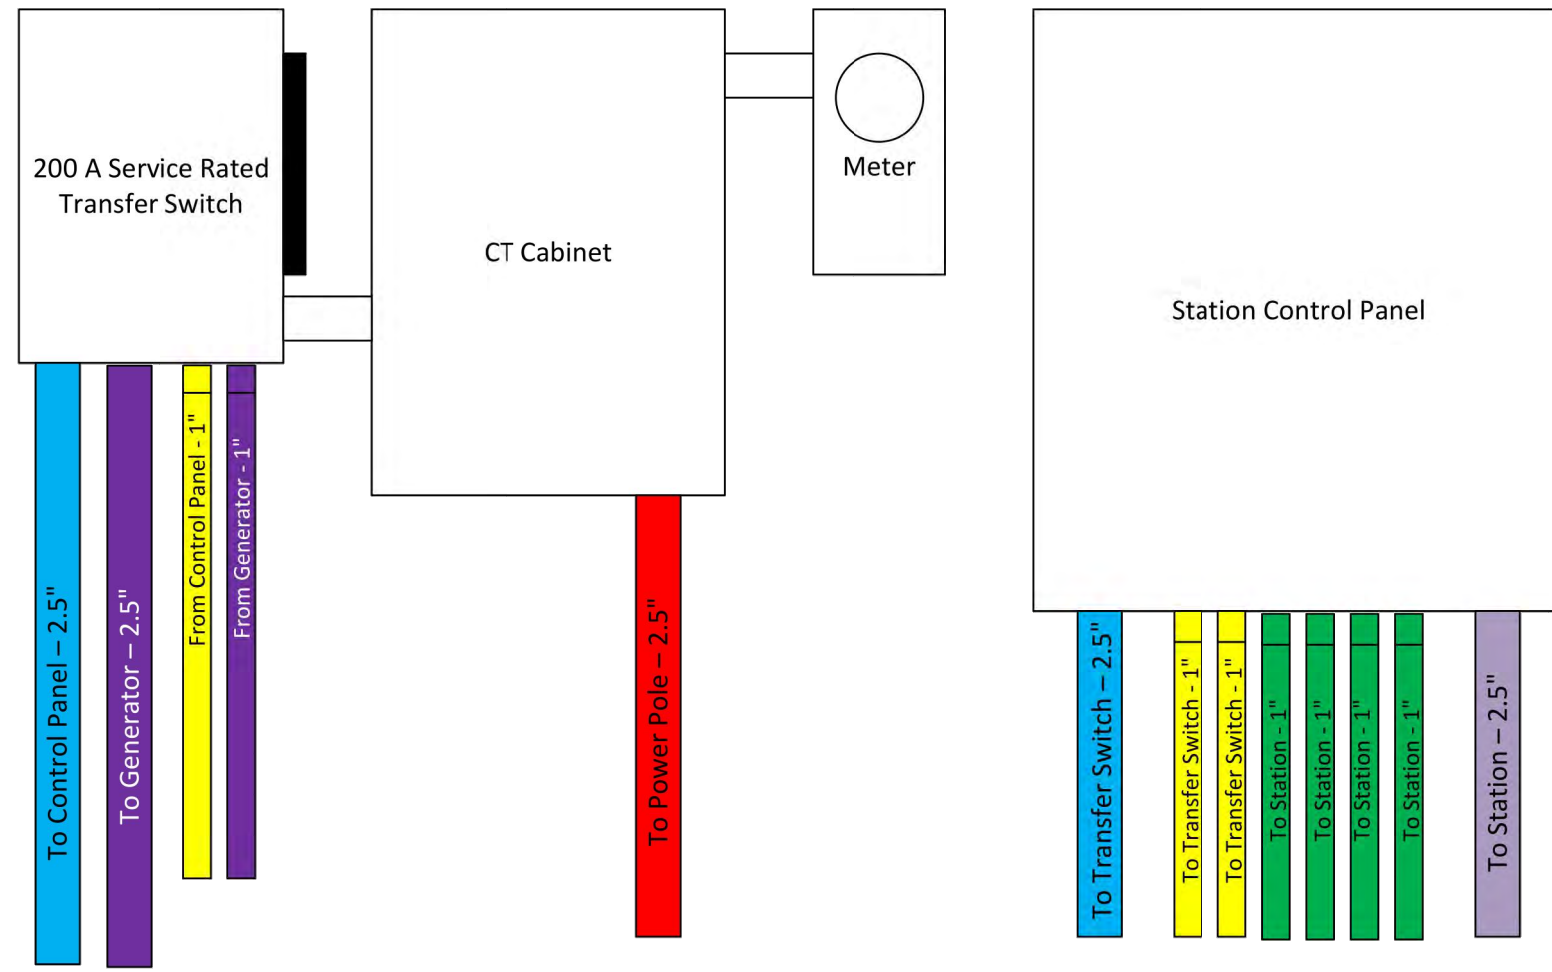 200 A Service Rated
Transfer Switch
CT Cabinet
Meter
Station Control Panel
To Control Panel – 2.5"
To Generator – 2.5"
From Control Panel - 1"
From Generator - 1"
To Power Pole – 2.5"
To Transfer Switch – 2.5"
To Transfer Switch - 1"
To Transfer Switch - 1"
To Station - 1"
To Station - 1"
To Station - 1"
To Station - 1"
To Station – 2.5"